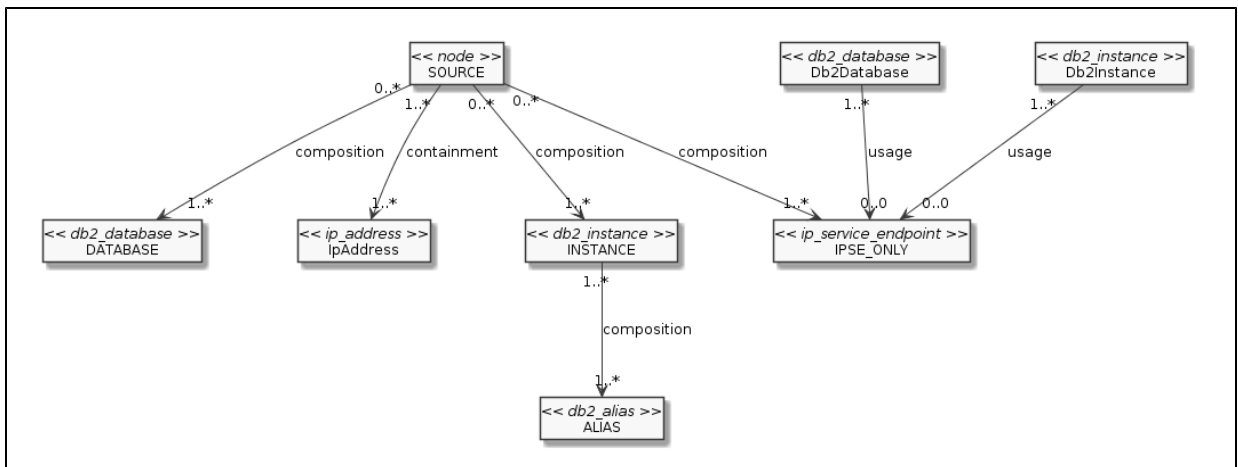 << node >>
SOURCE
<< db2_database >>
Db2Database
<< db2_instance >>
Db2Instance
0..*
1..*
0..*
0..*
1..*
1..*
composition
containment
composition
composition
usage
usage
1..*
1..*
1..*
1..*
0..0
0..0
<< db2_database >>
DATABASE
<< ip_address >>
IpAddress
<< db2_instance >>
INSTANCE
<< ip_service_endpoint >>
IPSE_ONLY
1..*
composition
1..*
<< db2_alias >>
ALIAS